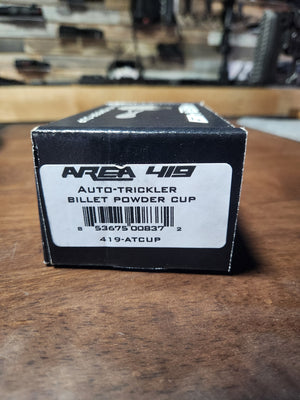 AREA 419
AUTO-TRICKLER
BILLET POWDER CUP
8 53675 00837 2
419-ATCUP